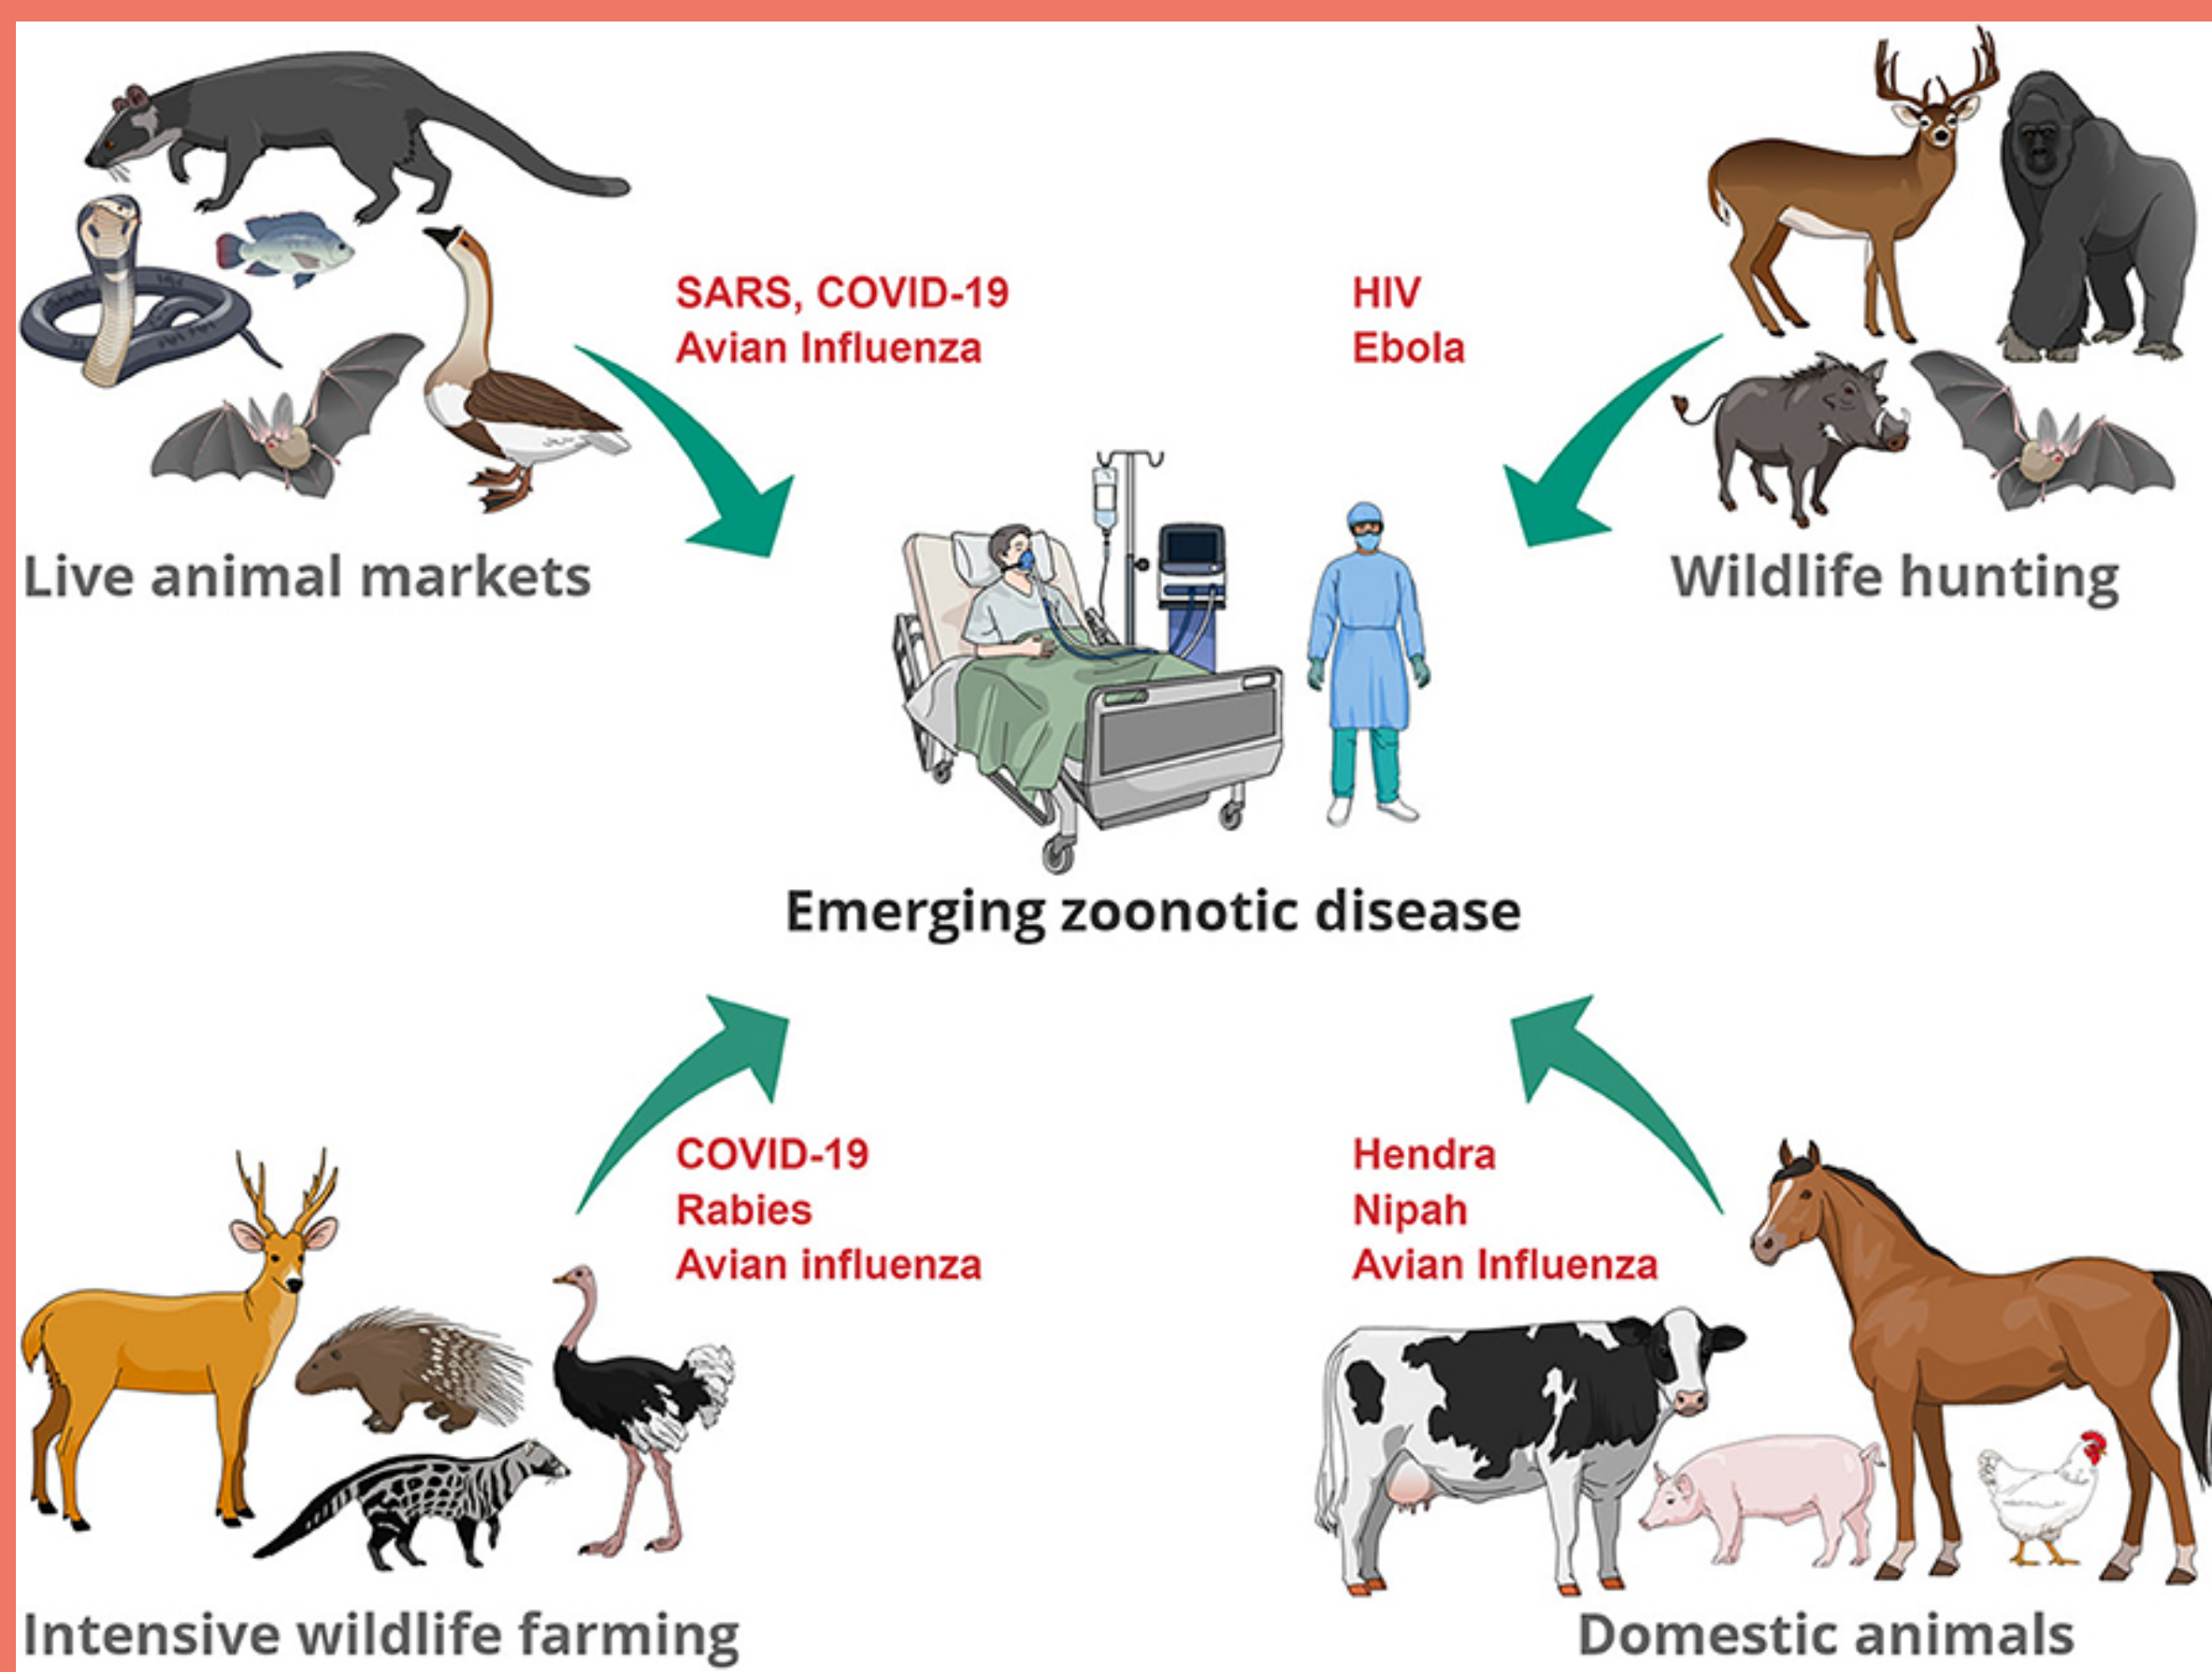 SARS, COVID-19
Avian Influenza
Live animal markets
HIV
Ebola
Wildlife hunting
Emerging zoonotic disease
COVID-19
Rabies
Avian influenza
Intensive wildlife farming
Hendra
Nipah
Avian Influenza
Domestic animals